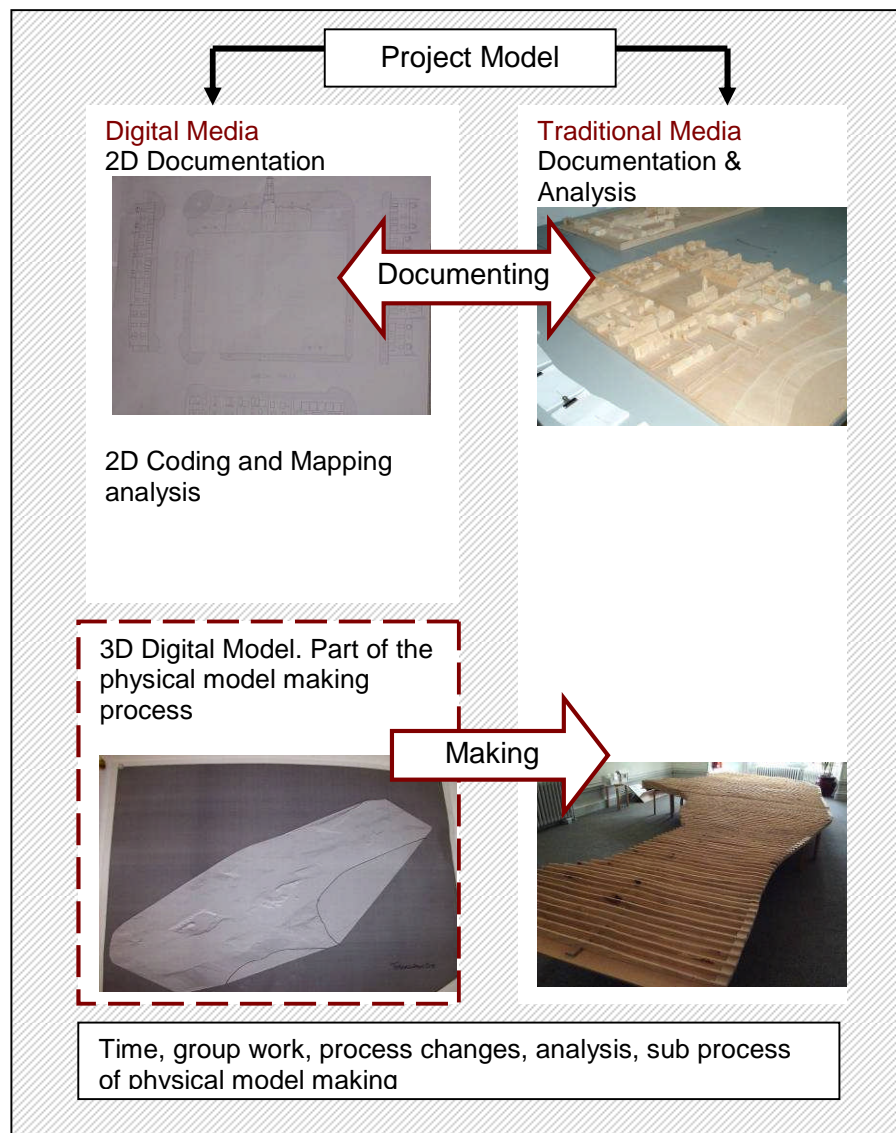 Project Model
Digital Media
2D Documentation
Traditional Media
Documentation &
Analysis
Documenting
2D Coding and Mapping
analysis
3D Digital Model. Part of the
physical model making
process
Making
Time, group work, process changes, analysis, sub process
of physical model making